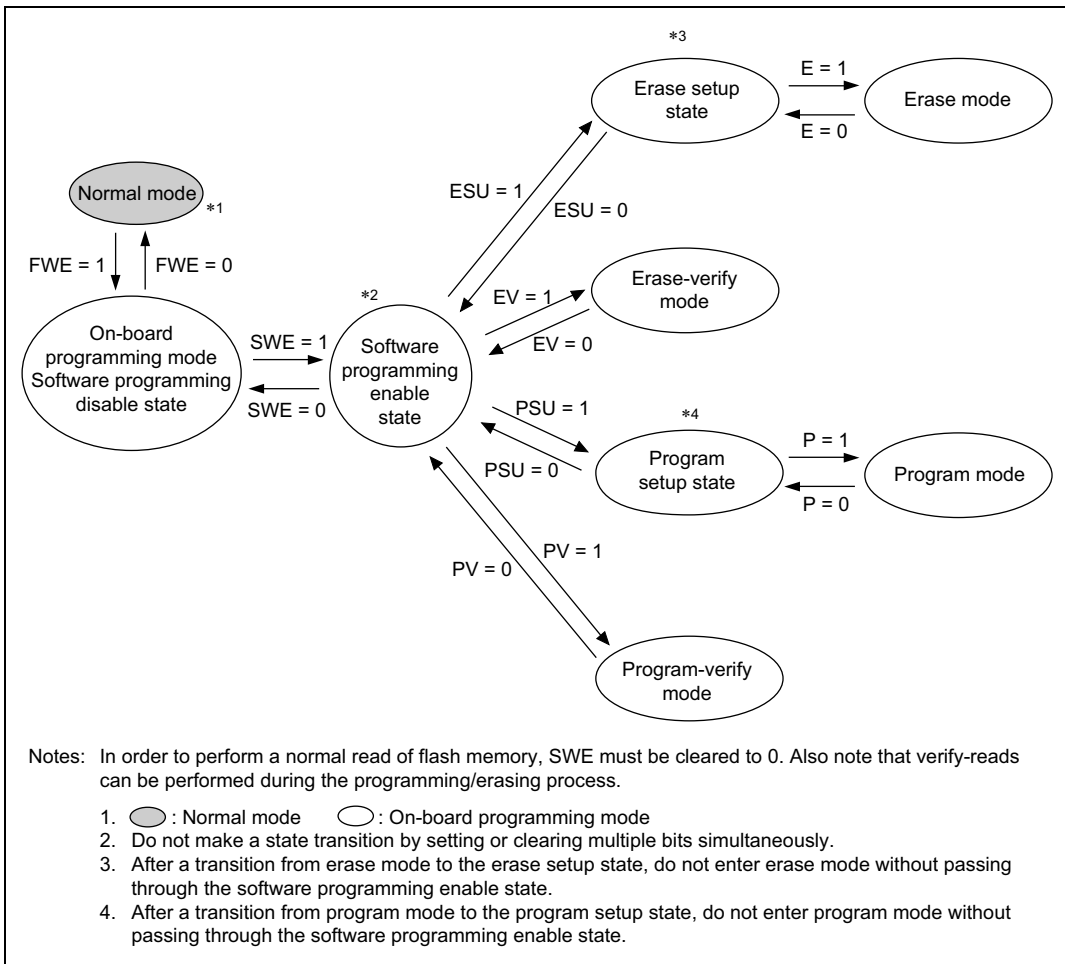 *3
Erase setup
state
E = 1
E = 0
Erase mode
Normal mode
*1
ESU = 1
ESU = 0
FWE = 1
FWE = 0
*2
EV = 1
EV = 0
Erase-verify
mode
On-board
programming mode
Software programming
disable state
SWE = 1
SWE = 0
Software
programming
enable
state
PSU = 1
PSU = 0
*4
Program
setup state
P = 1
P = 0
Program mode
PV = 1
PV = 0
Program-verify
mode
Notes: In order to perform a normal read of flash memory, SWE must be cleared to 0. Also note that verify-reads
can be performed during the programming/erasing process.
1. : Normal mode : On-board programming mode
2. Do not make a state transition by setting or clearing multiple bits simultaneously.
3. After a transition from erase mode to the erase setup state, do not enter erase mode without passing
through the software programming enable state.
4. After a transition from program mode to the program setup state, do not enter program mode without
passing through the software programming enable state.